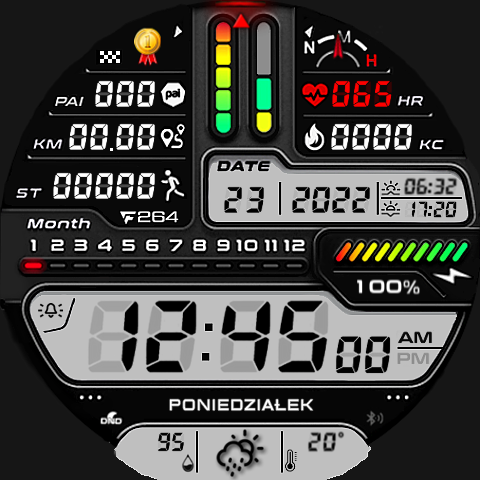 N M H
PAI 000 pai
065 HR
KM 00.00
0000 KC
ST 00000
DATE
23 2022 06:32
17:20
264
Month
1 2 3 4 5 6 7 8 9 10 11 12
100%
12:45 00 AM
PM
PONIEDZIAŁEK
DND
95 20°